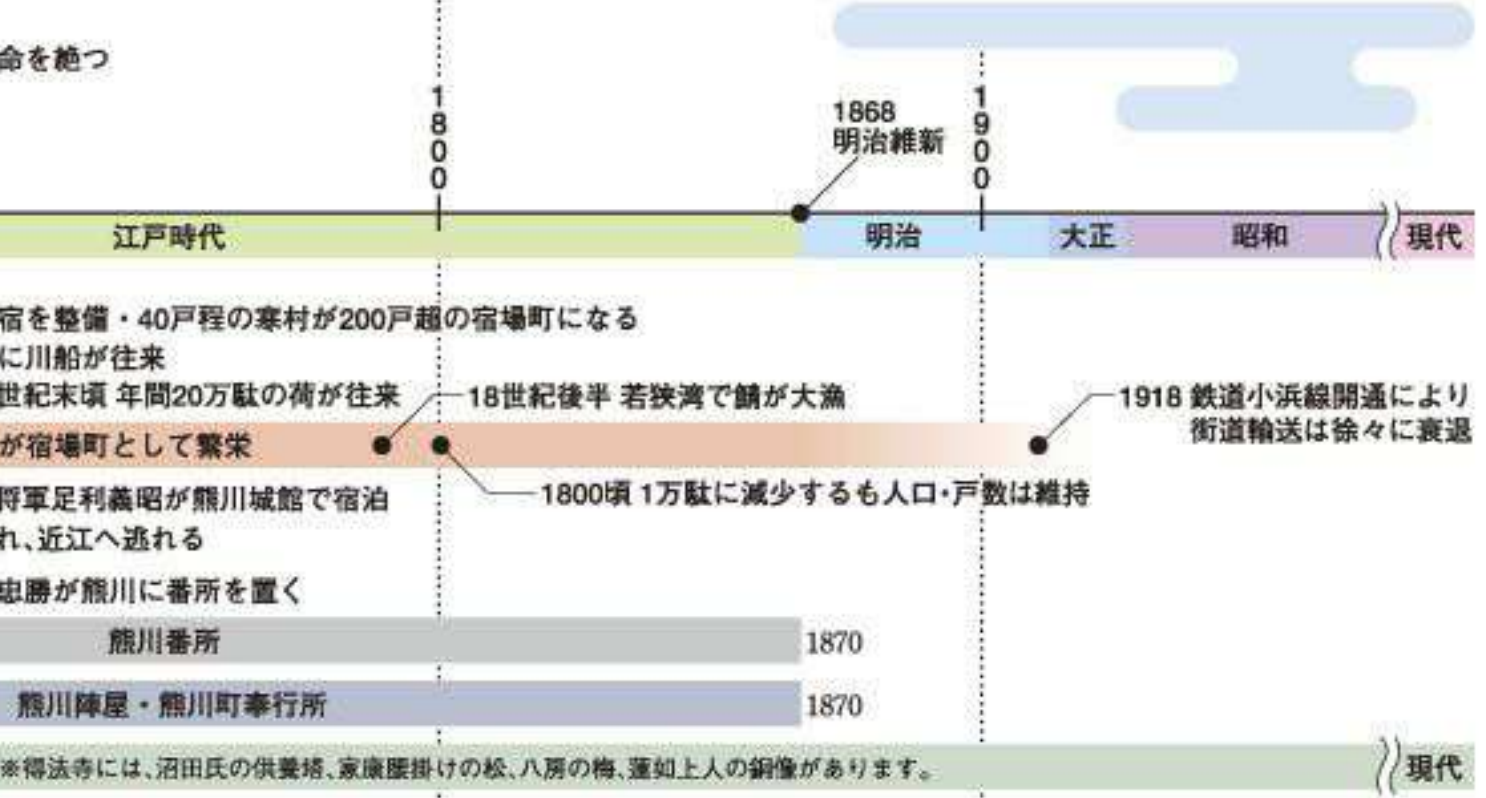 命を絶つ
1800
1868
明治維新
1900
江戸時代
明治
大正
昭和
現代
宿を整備・40戸程の寒村が200戸超の宿場町になる
に川船が往来
世紀末頃 年間20万駄の荷が往来
18世紀後半 若狭湾で鯖が大漁
1918 鉄道小浜線開通により
街道輸送は徐々に衰退
が宿場町として繁栄
1800頃 1万駄に減少するも人口・戸数は維持
将軍足利義昭が熊川城館で宿泊
れ、近江へ逃れる
忠勝が熊川に番所を置く
熊川番所
1870
熊川陣屋・熊川町奉行所
1870
※得法寺には、沼田氏の供養塔、家康腰掛けの松、八房の梅、蓮如上人の銅像があります。
現代